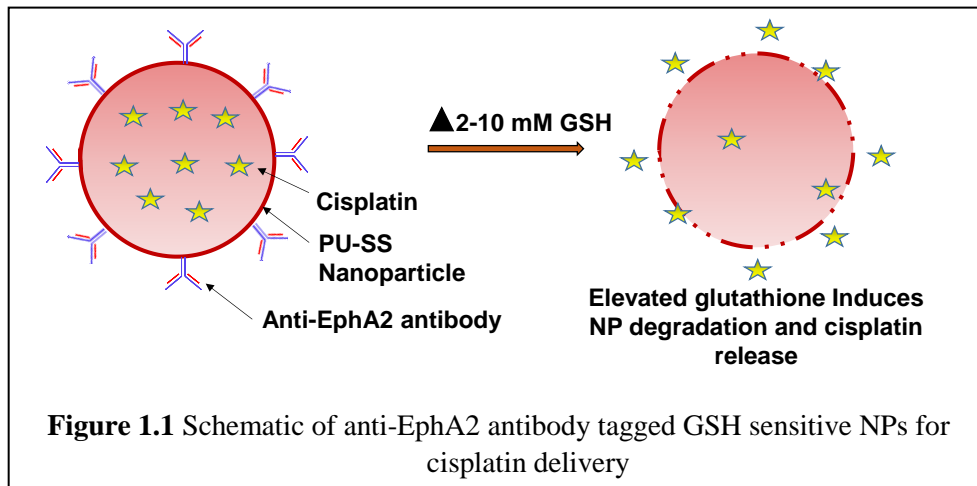 ▲2-10 mM GSH
Cisplatin
PU-SS
Nanoparticle
Anti-EphA2 antibody
Elevated glutathione Induces
NP degradation and cisplatin
release
Figure 1.1 Schematic of anti-EphA2 antibody tagged GSH sensitive NPs for
cisplatin delivery